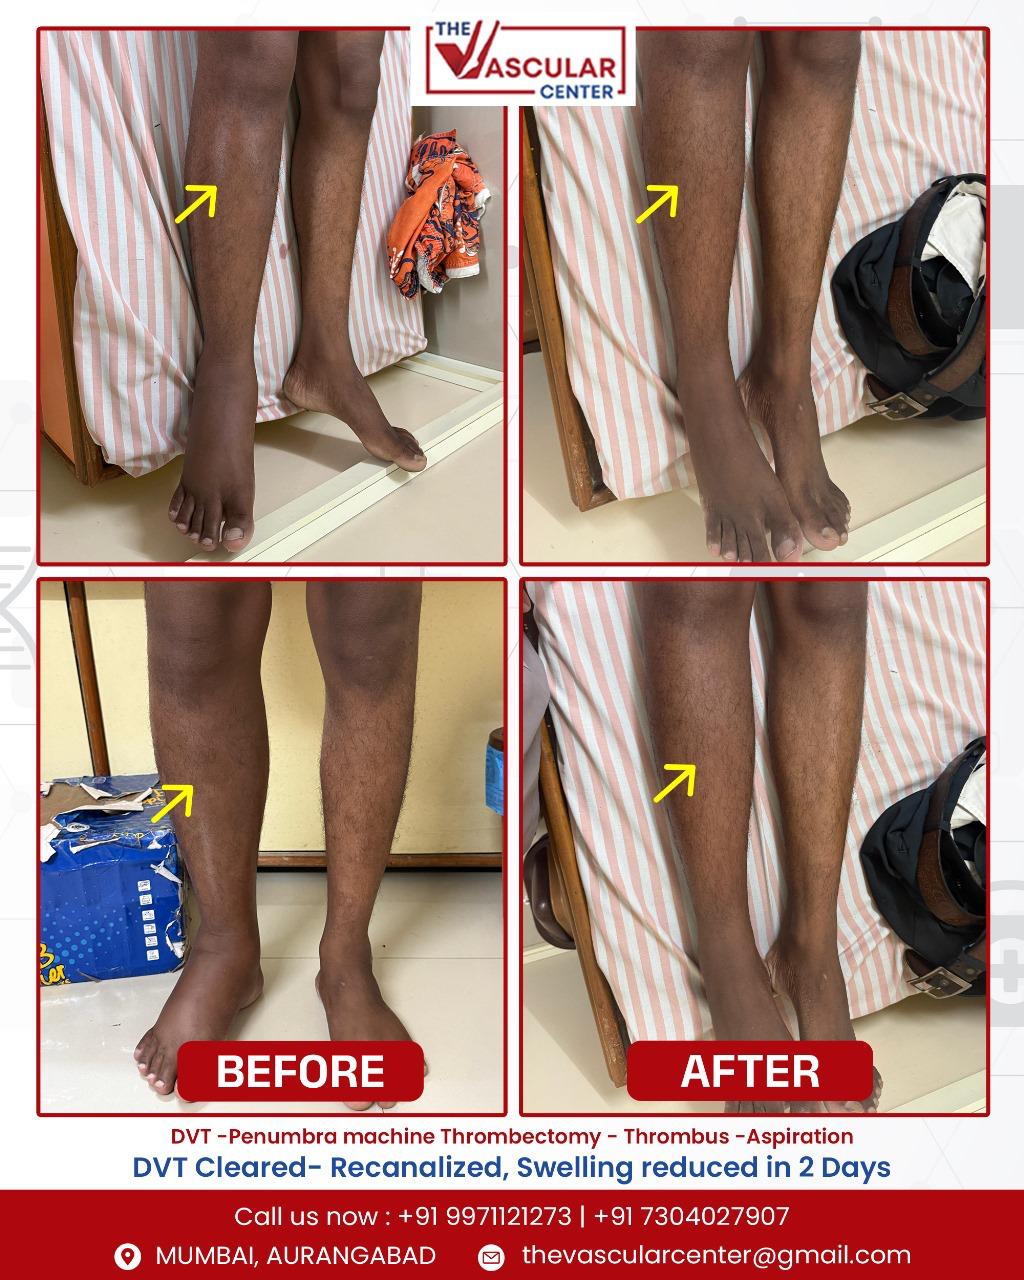 THE
VASCULAR
CENTER
BEFORE
AFTER
DVT -Penumbra machine Thrombectomy - Thrombus -Aspiration
DVT Cleared- Recanalized, Swelling reduced in 2 Days
Call us now : +91 9971121273 | +91 7304027907
MUMBAI, AURANGABAD thevascularcenter@gmail.com